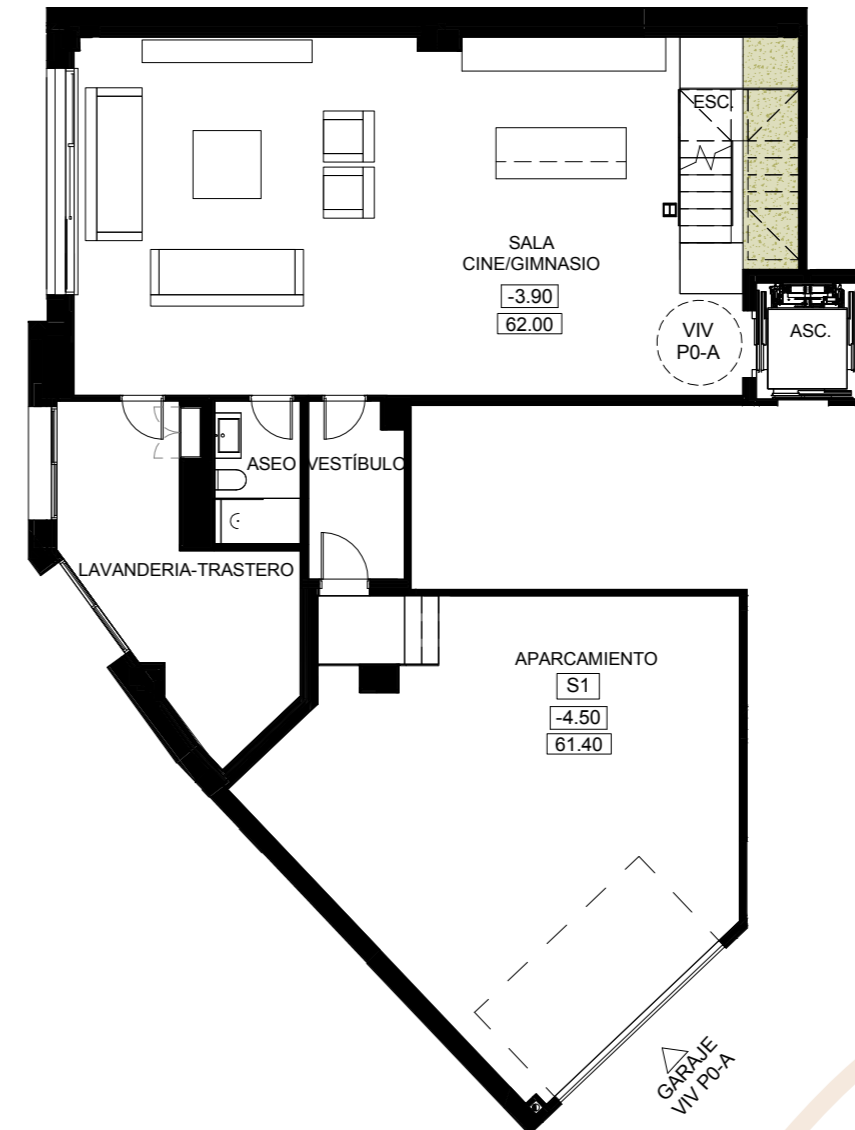 ESC.
SALA
CINE/GIMNASIO
-3.90
62.00
VIV
P0-A
ASC.
ASEO
VESTÍBULO
LAVANDERIA-TRASTERO
APARCAMIENTO
S1
-4.50
61.40
GARAJE
VIV P0-A